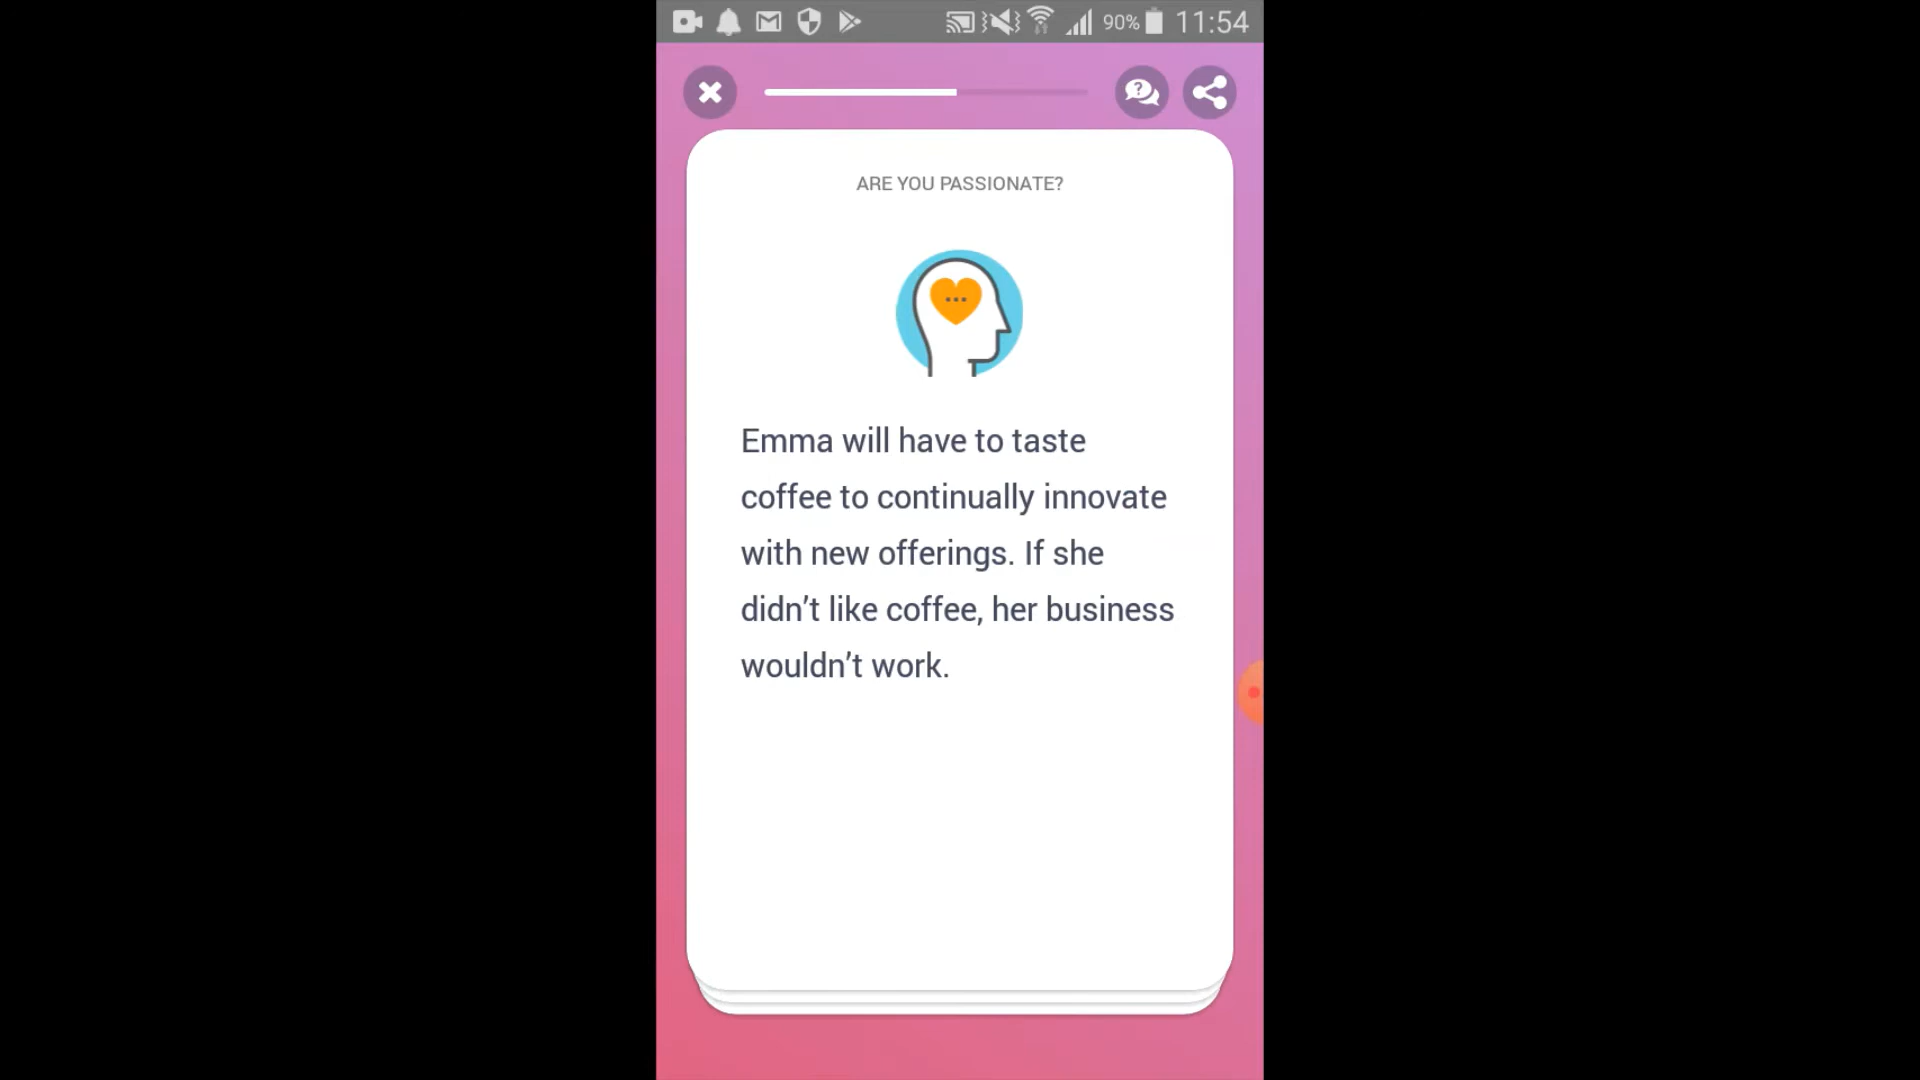 90% 11:54
ARE YOU PASSIONATE?
Emma will have to taste
coffee to continually innovate
with new offerings. If she
didn’t like coffee, her business
wouldn’t work.